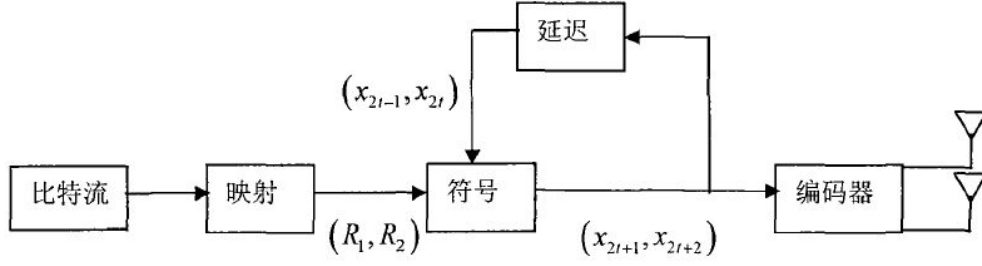 延迟
(x_{2t-1}, x_{2t})
比特流
映射
符号
编码器
(R_1, R_2)
(x_{2t+1}, x_{2t+2})